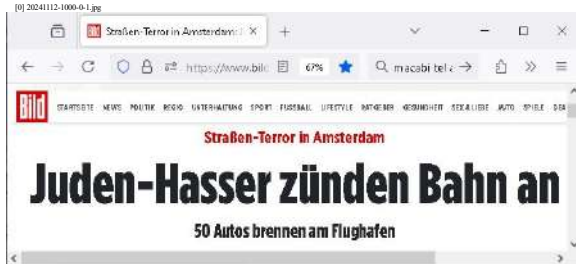 [0] 20241112-1000-0-1.jpg
Bild Straßen-Terror in Amsterdam: × +
https://www.bild 67% macabi tel a
Bild STARTSEITE NEWS POLITIK REGIO UNTERHALTUNG SPORT FUSSBALL LIFESTYLE RATGEBER GESUNDHEIT SEX & LIEBE AUTO SPIELE
Straßen-Terror in Amsterdam
Juden-Hasser zünden Bahn an
50 Autos brennen am Flughafen